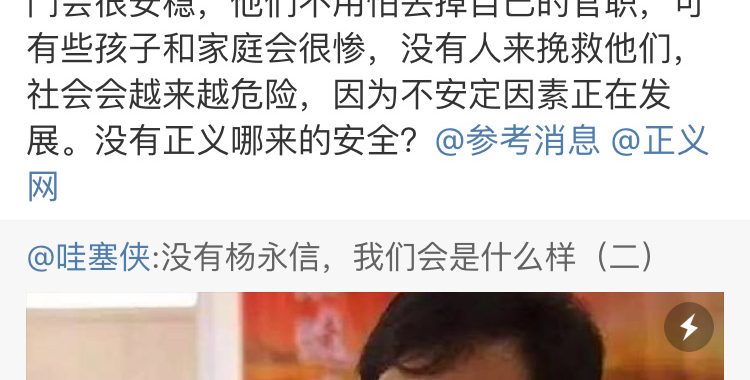 门会很安稳，他们不用怕丢掉自己的官职，可
有些孩子和家庭会很惨，没有人来挽救他们，
社会会越来越危险，因为不安定因素正在发
展。没有正义哪来的安全？@参考消息 @正义
网
@哇塞侠:没有杨永信，我们会是什么样（二）